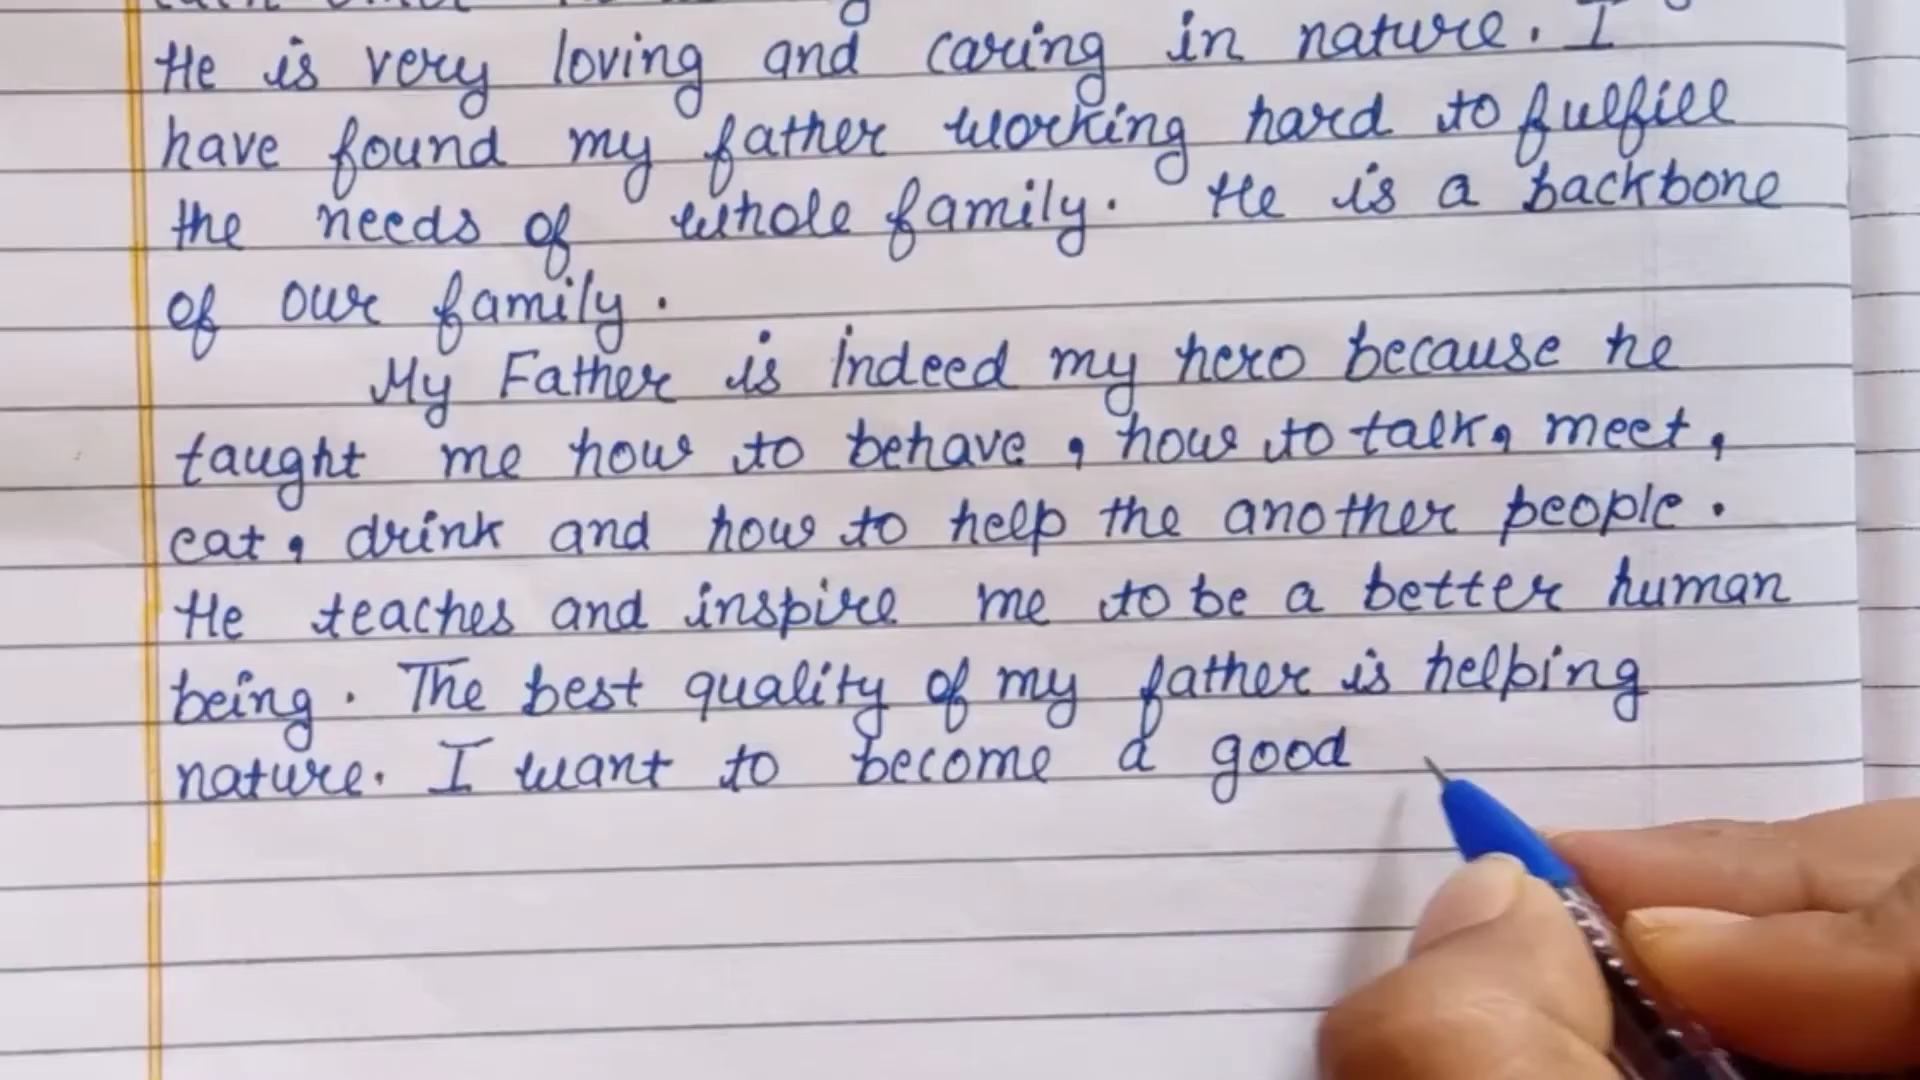 He is very loving and caring in nature. I
have found my father working hard to fulfill
the needs of whole family. He is a backbone
of our family.
My Father is indeed my hero because he
taught me how to behave, how to talk, meet,
eat, drink and how to help the another people.
He teaches and inspire me to be a better human
being. The best quality of my father is helping
nature. I want to become a good